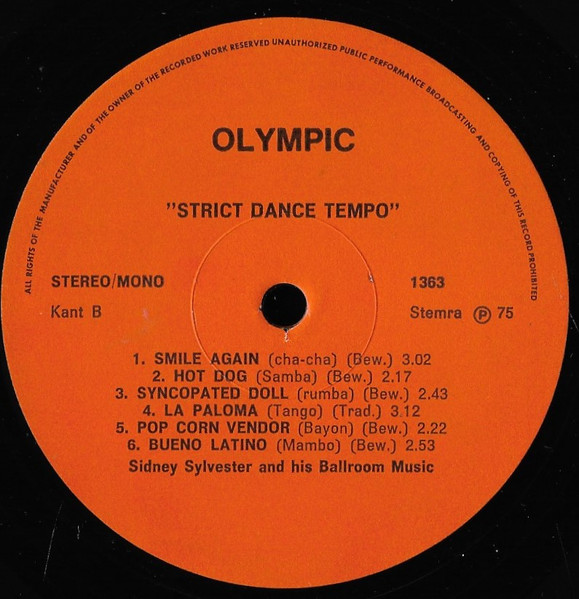 ALL RIGHTS OF THE MANUFACTURER AND OF THE OWNER OF THE RECORDED WORK RESERVED UNAUTHORIZED PUBLIC PERFORMANCE BROADCASTING AND COPYING OF THIS RECORD PROHIBITED
OLYMPIC
"STRICT DANCE TEMPO"
STEREO/MONO 1363
Kant B Stemra Ⓟ 75
1. SMILE AGAIN (cha-cha) (Bew.) 3.02
2. HOT DOG (Samba) (Bew.) 2.17
3. SYNCOPATED DOLL (rumba) (Bew.) 2.43
4. LA PALOMA (Tango) (Trad.) 3.12
5. POP CORN VENDOR (Bayon) (Bew.) 2.22
6. BUENO LATINO (Mambo) (Bew.) 2.53
Sidney Sylvester and his Ballroom Music